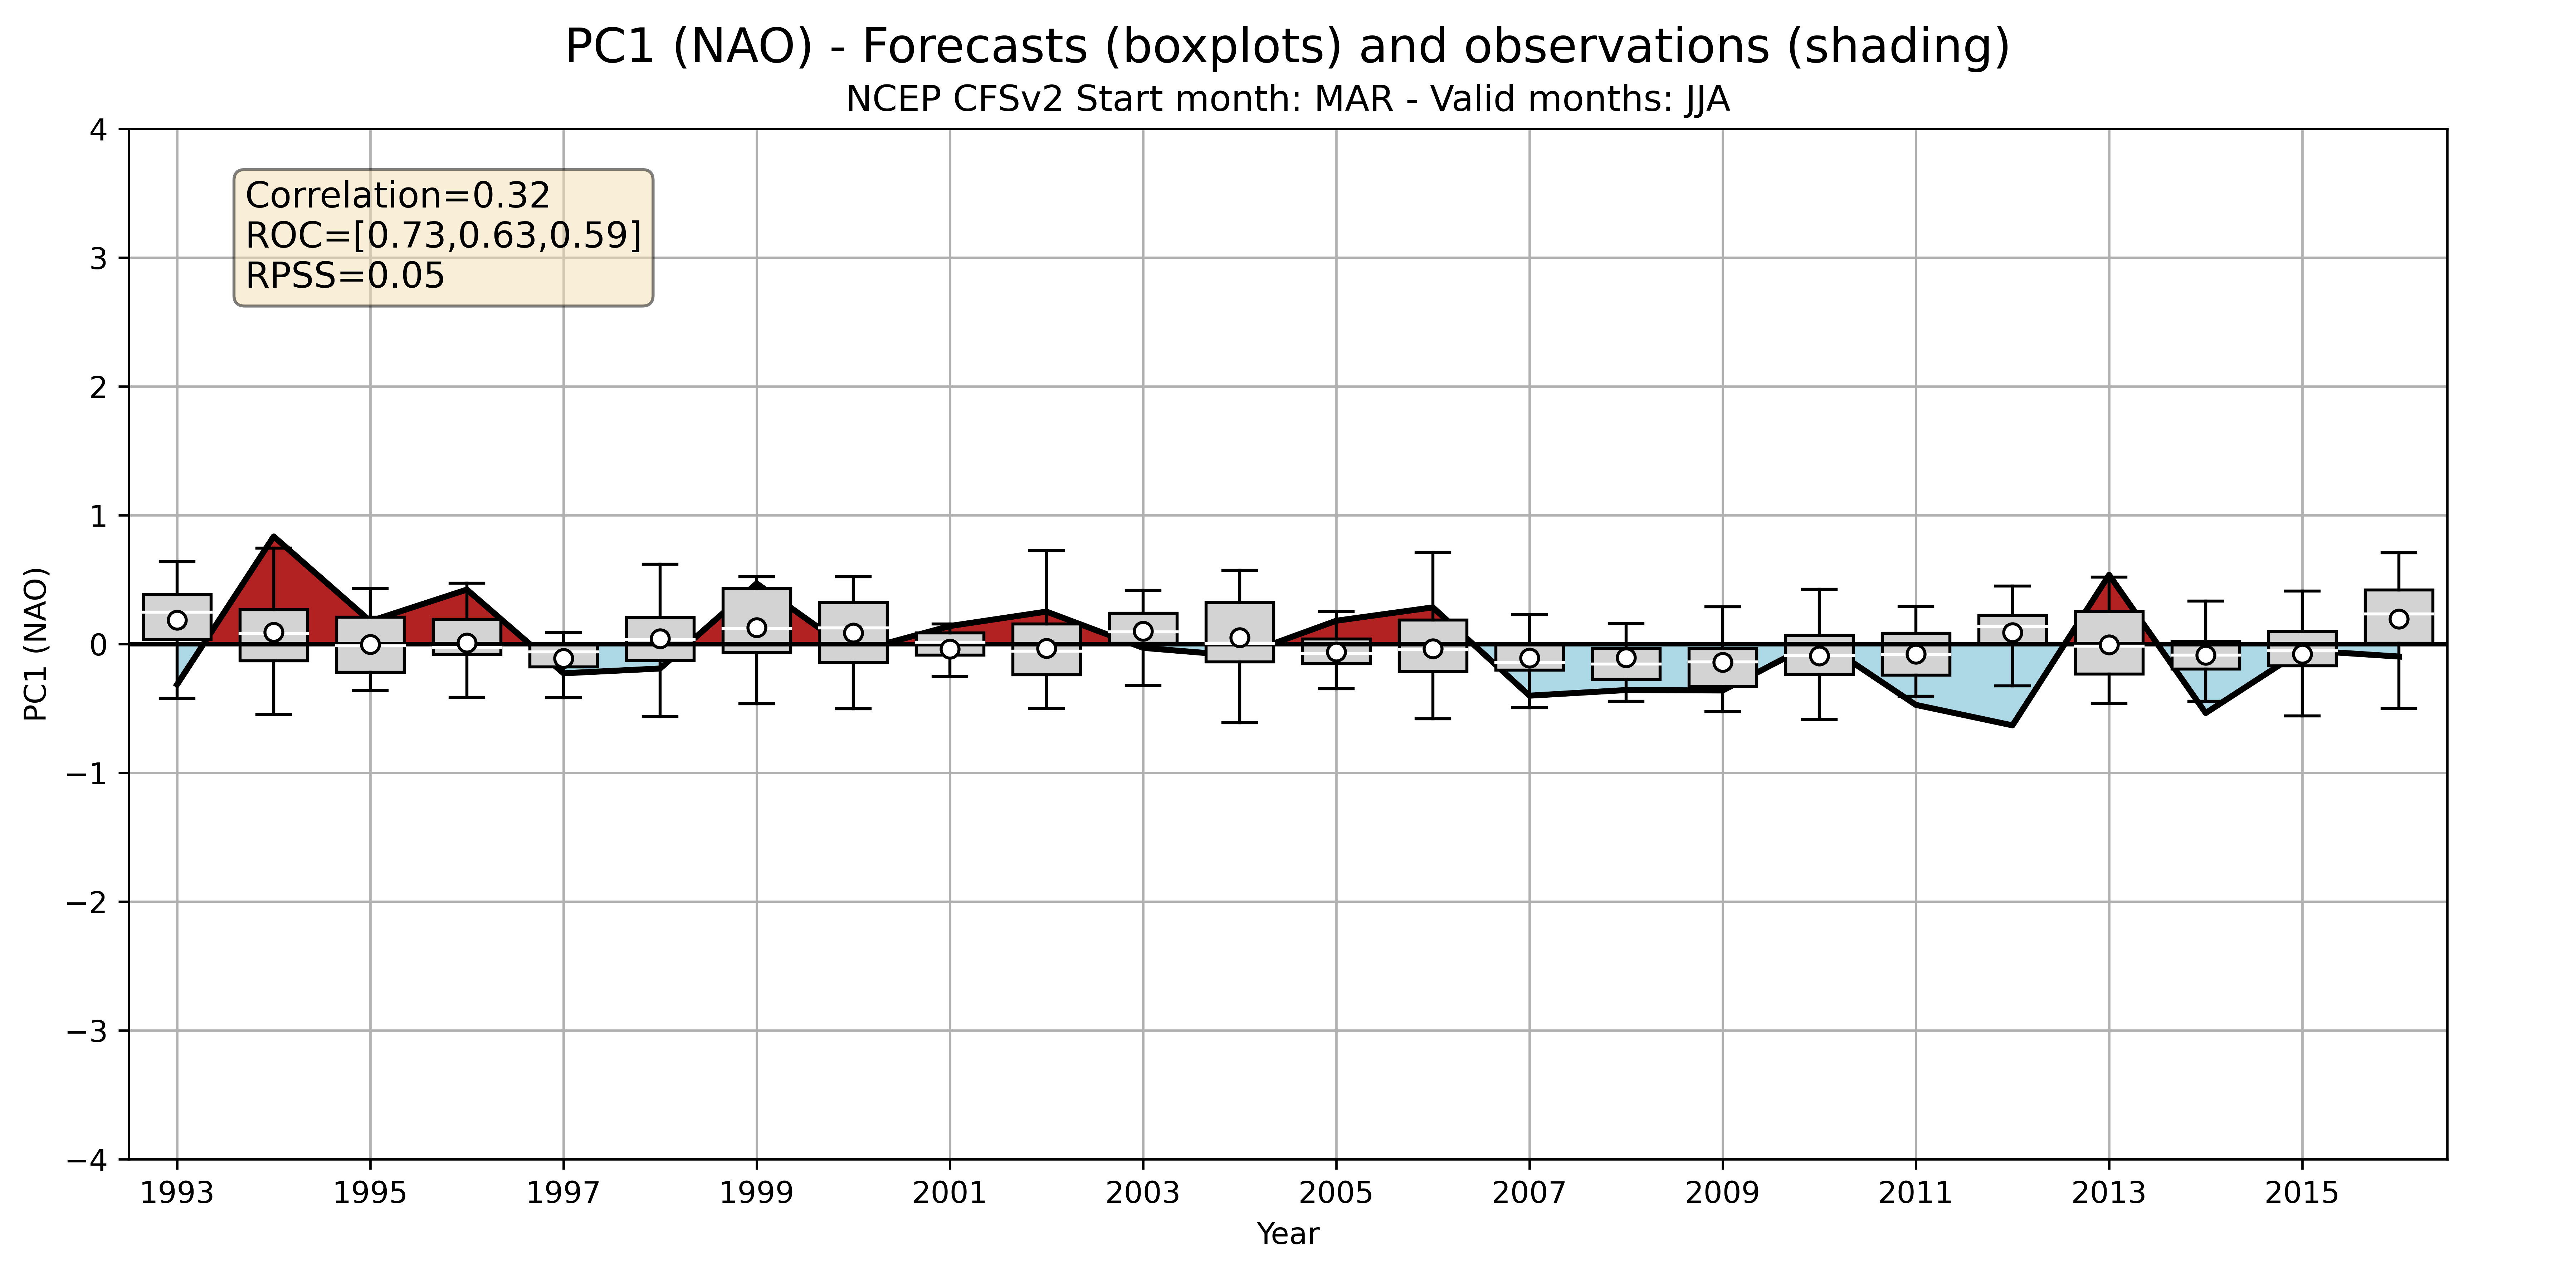 PC1 (NAO) - Forecasts (boxplots) and observations (shading)
NCEP CFSv2 Start month: MAR - Valid months: JJA
Correlation=0.32
ROC=[0.73,0.63,0.59]
RPSS=0.05
PC1 (NAO)
4
3
2
1
0
−1
−2
−3
−4
1993 1995 1997 1999 2001 2003 2005 2007 2009 2011 2013 2015
Year